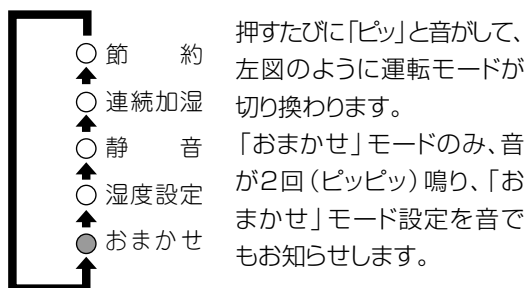 節約
連続加湿
静音
湿度設定
おまかせ
押すたびに「ピッ」と音がして、
左図のように運転モードが
切り換わります。
「おまかせ」モードのみ、音
が2回(ピッピッ)鳴り、「お
まかせ」モード設定を音で
もお知らせします。